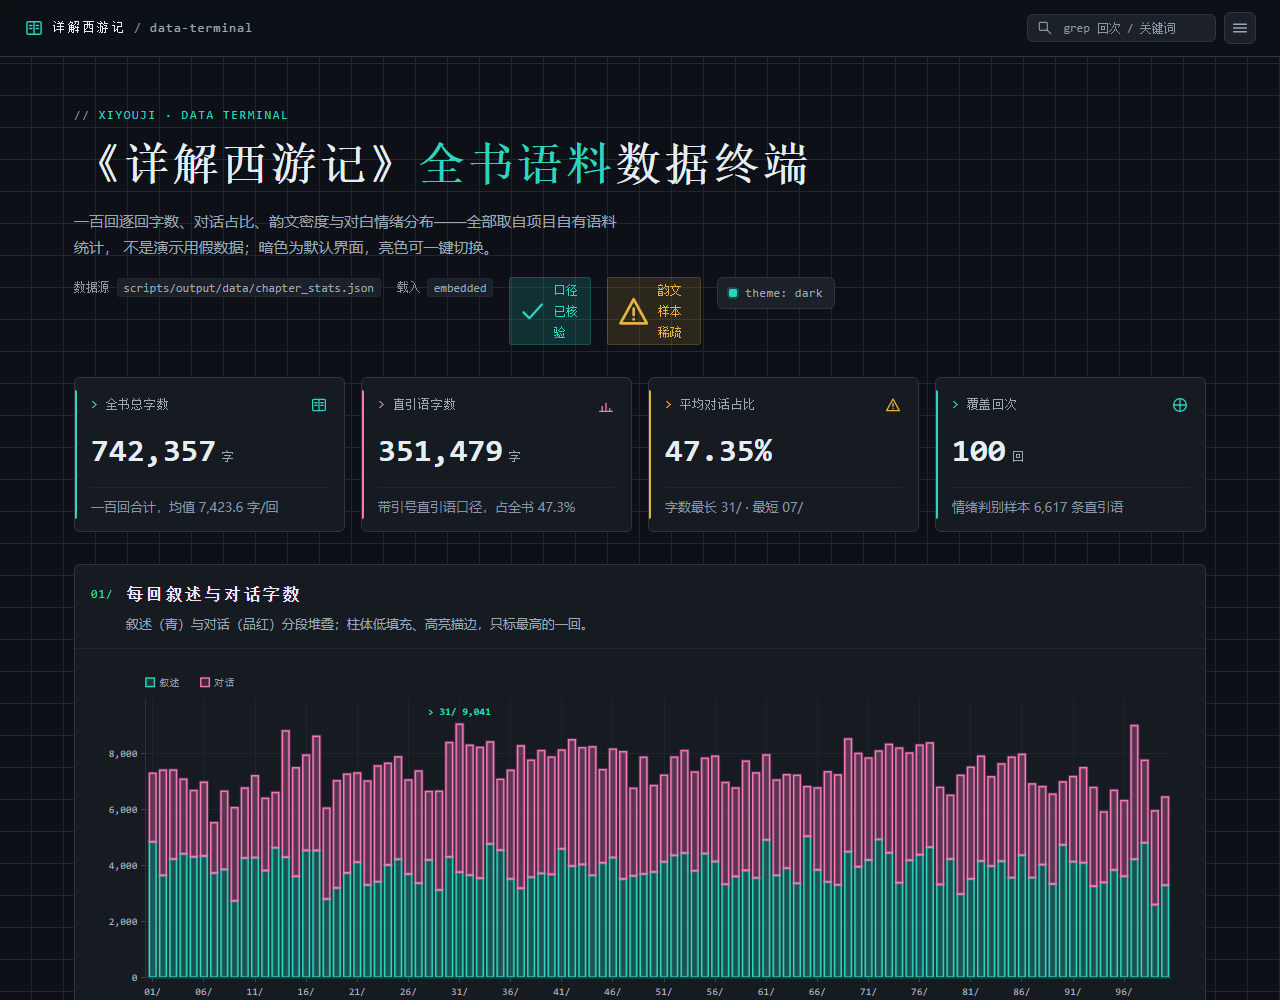 详解西游记 / data-terminal
grep 回次 / 关键词
// XIYOUJI · DATA TERMINAL
《详解西游记》全书语料数据终端
一百回逐回字数、对话占比、韵文密度与对白情绪分布——全部取自项目自有语料
统计， 不是演示用假数据；暗色为默认界面，亮色可一键切换。
数据源 scripts/output/data/chapter_stats.json 载入 embedded
口径
已核
验
韵文
样本
稀疏
theme: dark
> 全书总字数
742,357 字
一百回合计，均值 7,423.6 字/回
> 直引语字数
351,479 字
带引号直引语口径，占全书 47.3%
> 平均对话占比
47.35%
字数最长 31/ · 最短 07/
> 覆盖回次
100 回
情绪判别样本 6,617 条直引语
01/ 每回叙述与对话字数
叙述（青）与对话（品红）分段堆叠；柱体低填充、高亮描边，只标最高的一回。
叙述 对话
> 31/ 9,041
8,000
6,000
4,000
2,000
0
01/ 06/ 11/ 16/ 21/ 26/ 31/ 36/ 41/ 46/ 51/ 56/ 61/ 66/ 71/ 76/ 81/ 86/ 91/ 96/